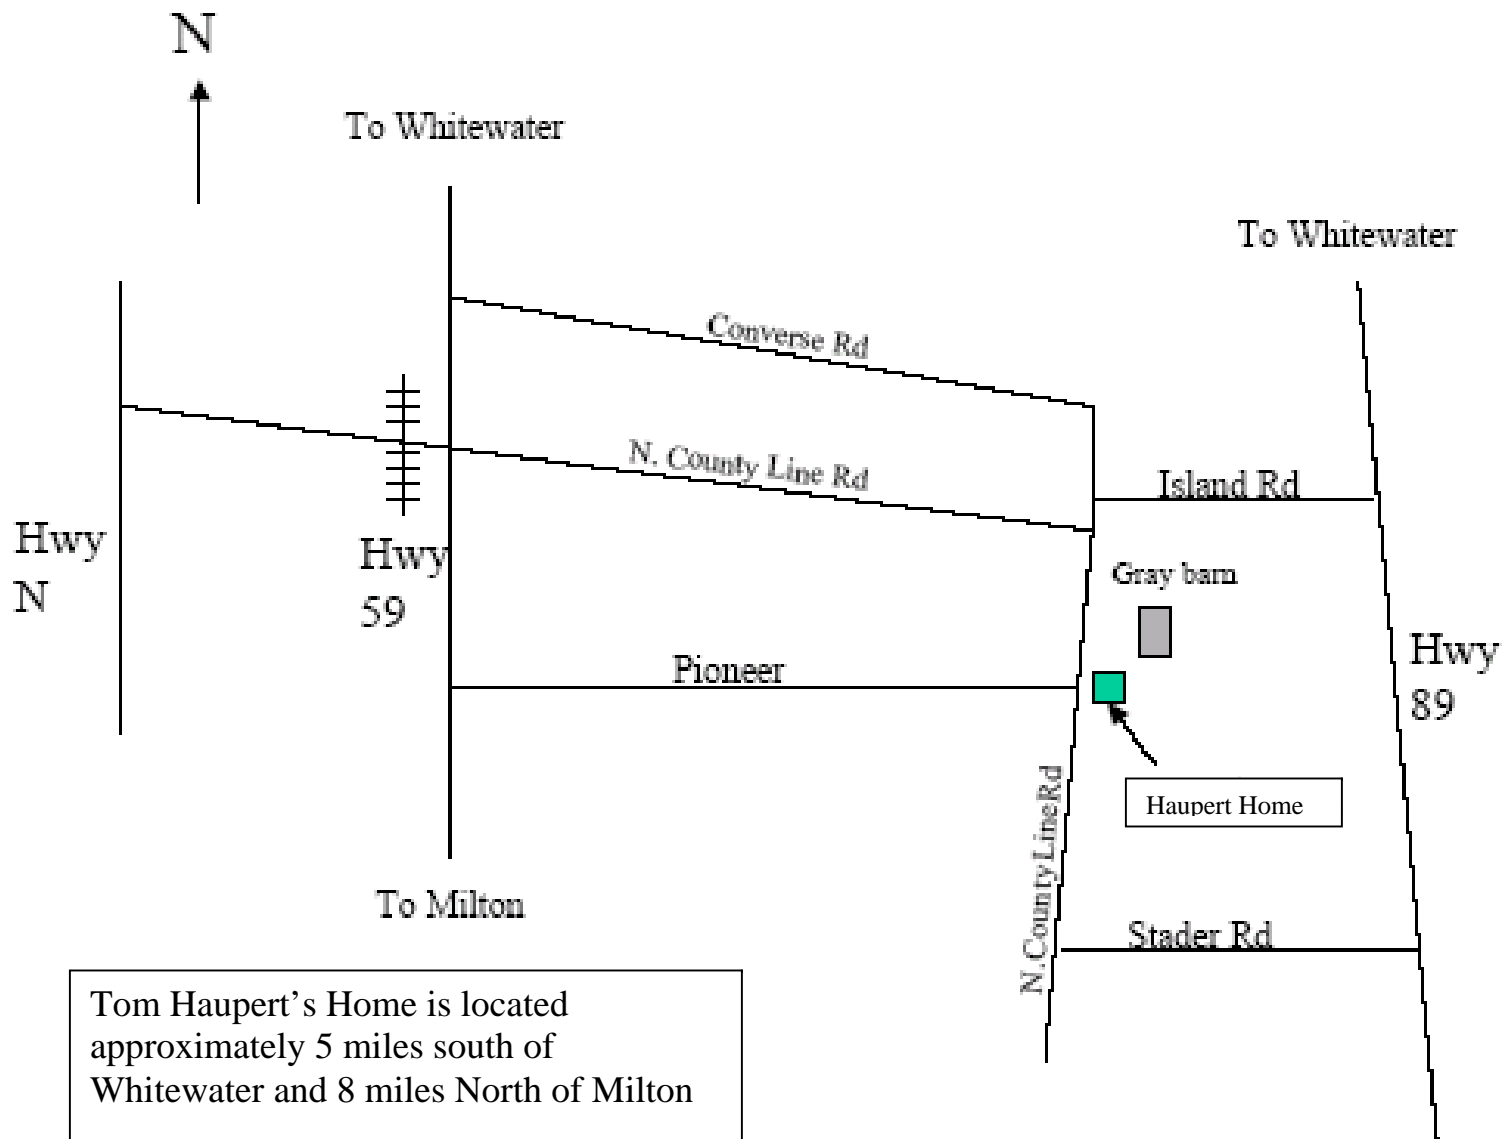 N
To Whitewater
To Whitewater
Converse Rd
N. County Line Rd
Island Rd
Hwy
N
Hwy
59
Gray barn
Pioneer
Hwy
89
N. County Line Rd
Haupert Home
To Milton
Stader Rd
Tom Haupert’s Home is located
approximately 5 miles south of
Whitewater and 8 miles North of Milton